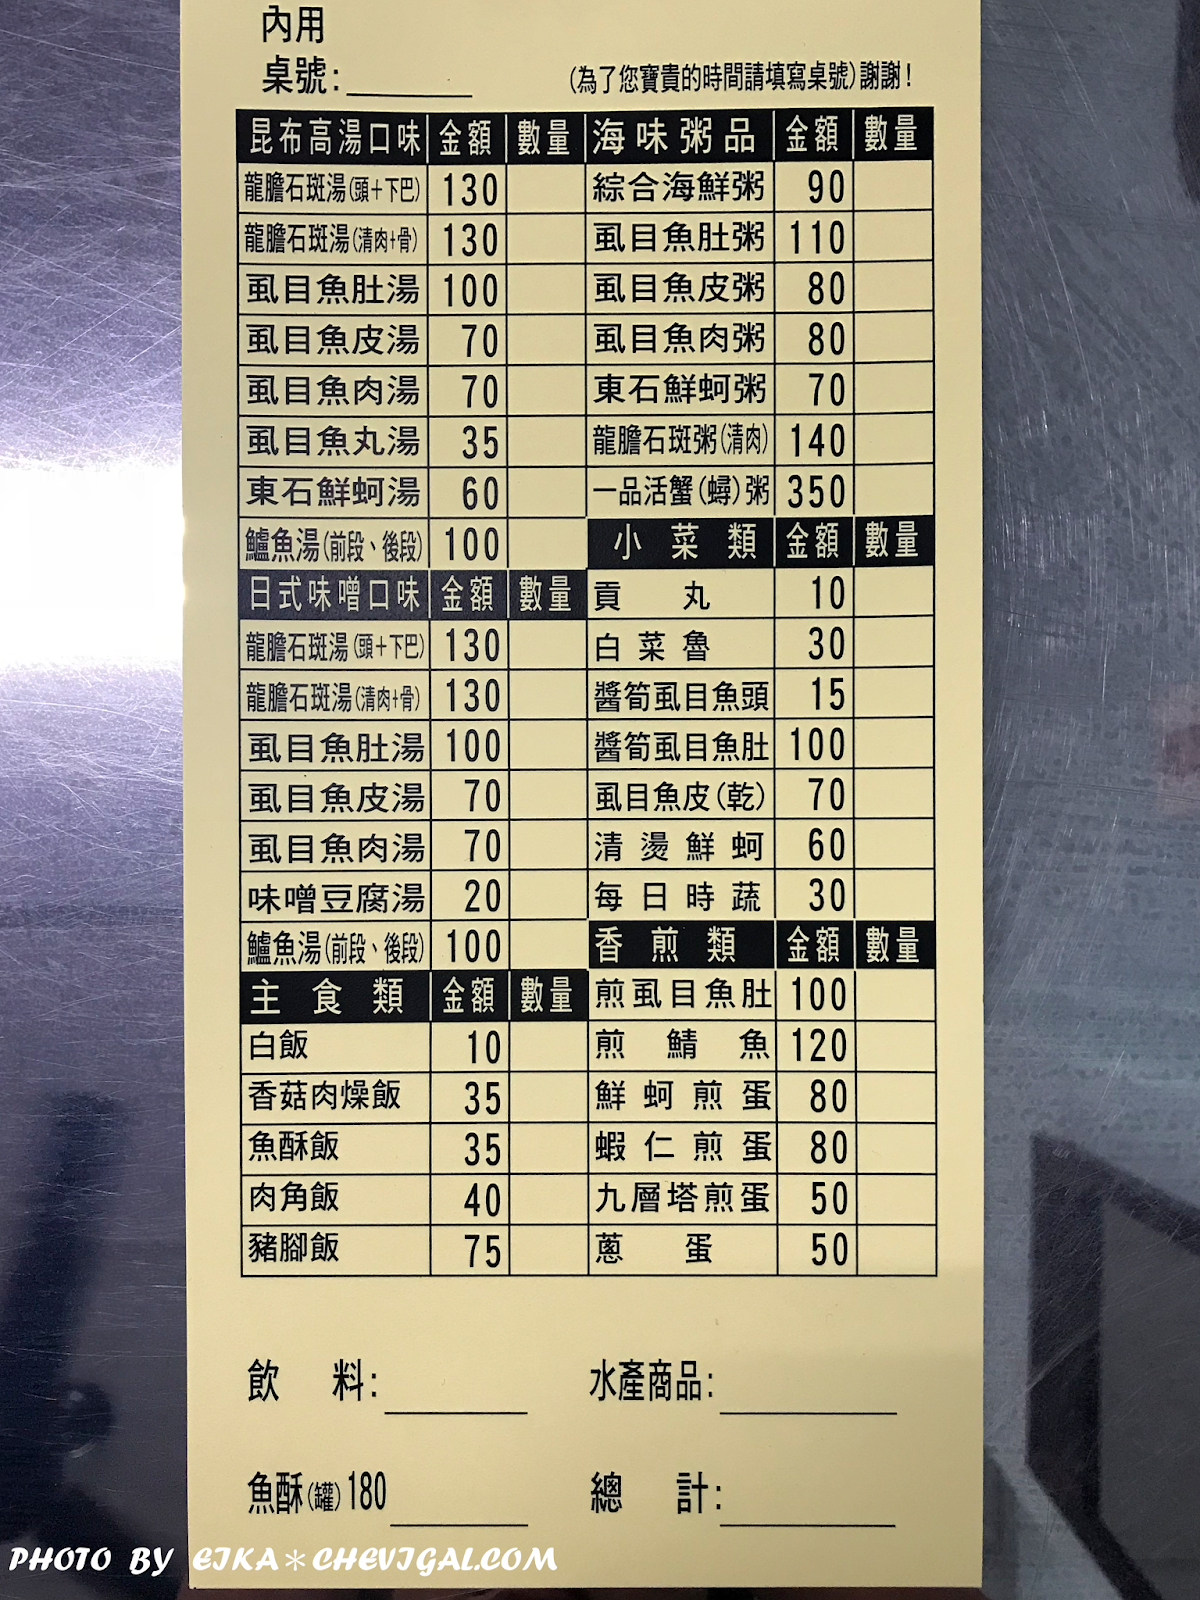 內用
桌號:
(為了您寶貴的時間請填寫桌號)謝謝!
昆布高湯口味 金額 數量
龍膽石斑湯(頭+下巴) 130
龍膽石斑湯(清肉+骨) 130
虱目魚肚湯 100
虱目魚皮湯 70
虱目魚肉湯 70
虱目魚丸湯 35
東石鮮蚵湯 60
鱸魚湯(前段、後段) 100
日式味噌口味 金額 數量
龍膽石斑湯(頭+下巴) 130
龍膽石斑湯(清肉+骨) 130
虱目魚肚湯 100
虱目魚皮湯 70
虱目魚肉湯 70
味噌豆腐湯 20
鱸魚湯(前段、後段) 100
主食類 金額 數量
白飯 10
香菇肉燥飯 35
魚酥飯 35
肉角飯 40
豬腳飯 75
海味粥品 金額 數量
綜合海鮮粥 90
虱目魚肚粥 110
虱目魚皮粥 80
虱目魚肉粥 80
東石鮮蚵粥 70
龍膽石斑粥(清肉) 140
一品活蟹(蟳)粥 350
小菜類 金額 數量
貢丸 10
白菜魯 30
醬筍虱目魚頭 15
醬筍虱目魚肚 100
虱目魚皮(乾) 70
清燙鮮蚵 60
每日時蔬 30
香煎類 金額 數量
煎虱目魚肚 100
煎鯖魚 120
鮮蚵煎蛋 80
蝦仁煎蛋 80
九層塔煎蛋 50
蔥蛋 50
飲料:
水產商品:
魚酥(罐)180
總計:
PHOTO BY EIKA*CHEVIGAL.COM